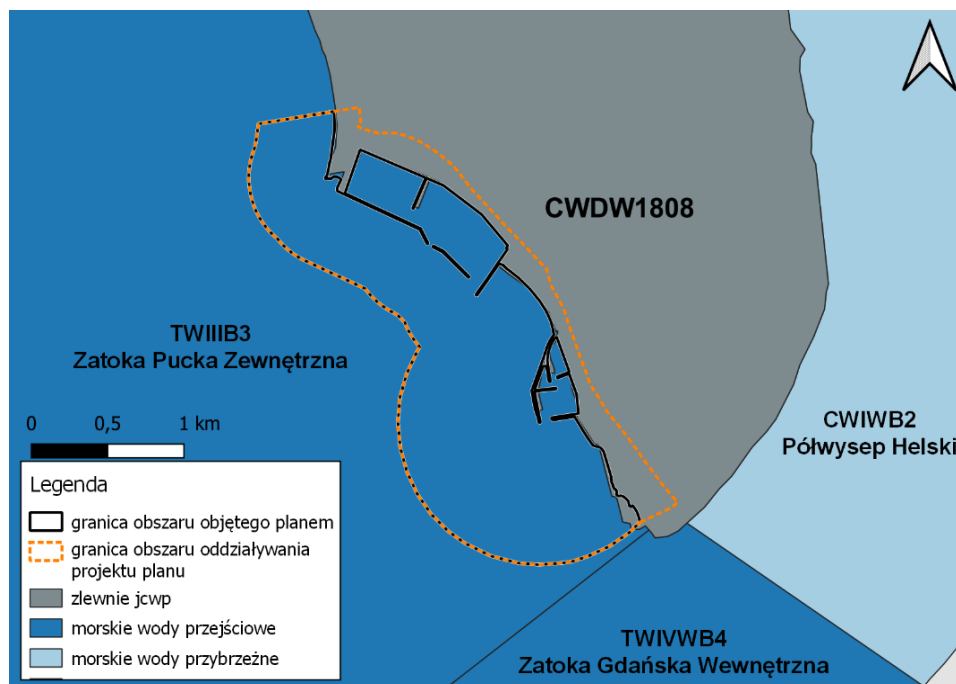 CWDW1808
TWIIIB3
Zatoka Pucka Zewnętrzna
CWIWB2
Półwysep Helski
0 0,5 1 km
Legenda
granica obszaru objętego planem
granica obszaru oddziaływania
projektu planu
zlewnie jcwp
morskie wody przejściowe
morskie wody przybrzeżne
TWIVWB4
Zatoka Gdańska Wewnętrzna